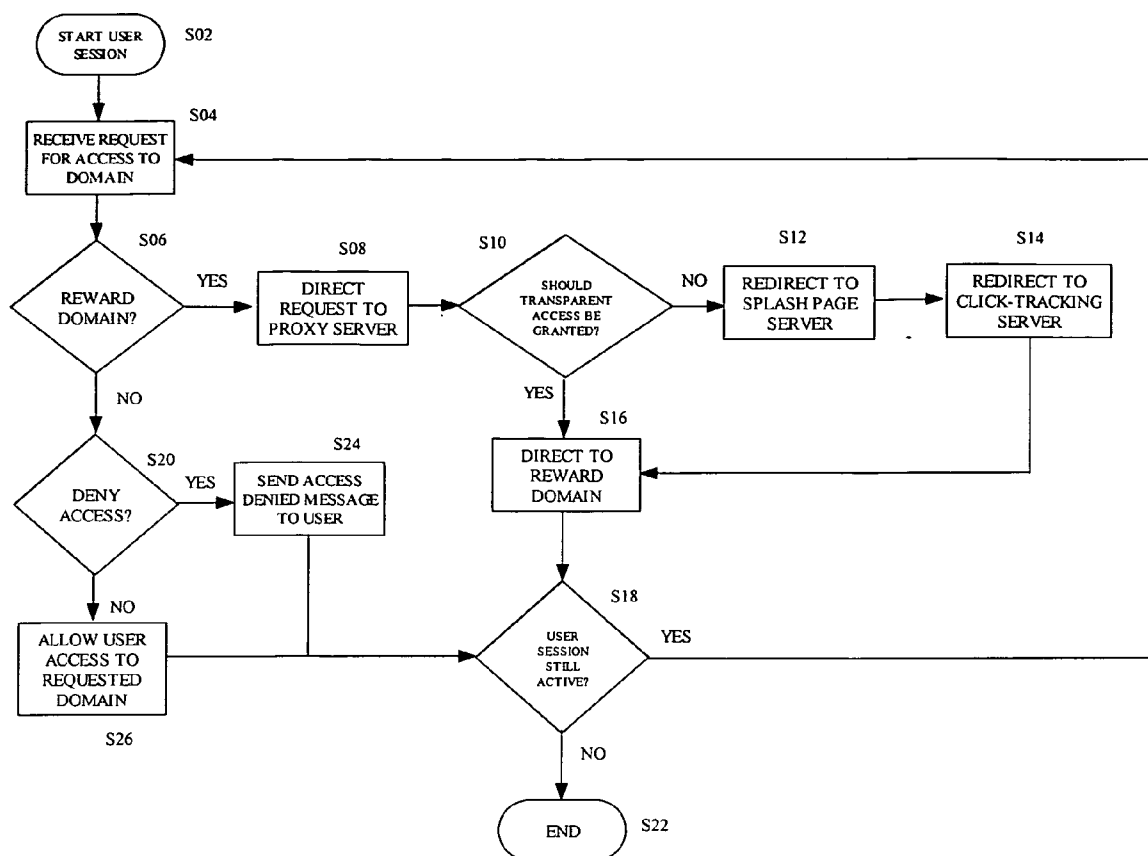 START USER
SESSION
S02
S04
RECEIVE REQUEST
FOR ACCESS TO
DOMAIN
S06
REWARD
DOMAIN?
YES
S08
DIRECT
REQUEST TO
PROXY SERVER
S10
SHOULD
TRANSPARENT
ACCESS BE
GRANTED?
NO
S12
REDIRECT TO
SPLASH PAGE
SERVER
S14
REDIRECT TO
CLICK-TRACKING
SERVER
NO
YES
S16
DIRECT TO
REWARD
DOMAIN
S20
DENY
ACCESS?
YES
S24
SEND ACCESS
DENIED MESSAGE
TO USER
NO
ALLOW USER
ACCESS TO
REQUESTED
DOMAIN
S26
S18
USER
SESSION
STILL
ACTIVE?
YES
NO
END
S22